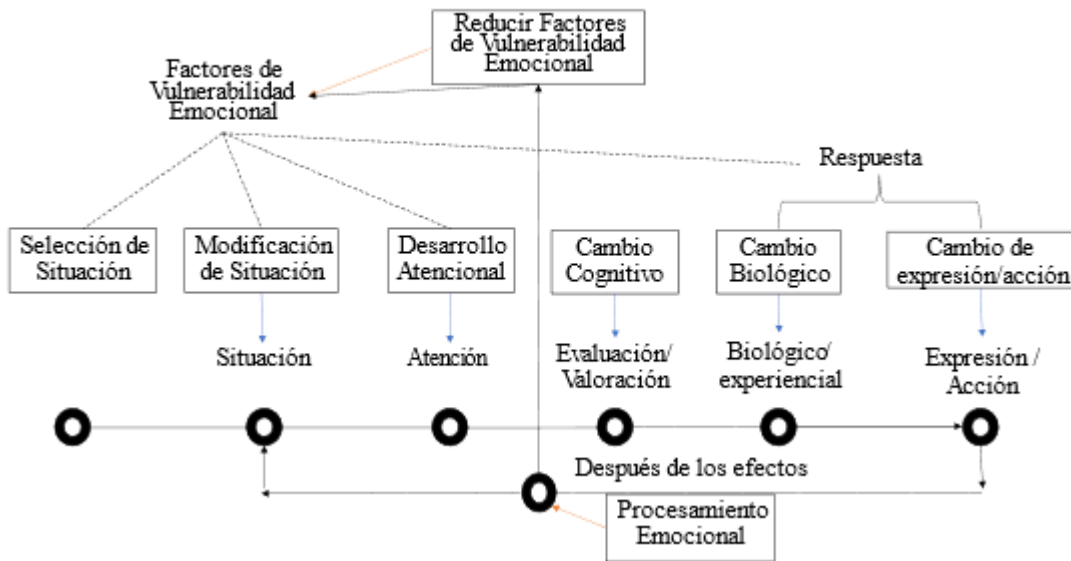 Reducir Factores
de Vulnerabilidad
Emocional
Factores de
Vulnerabilidad
Emocional
Respuesta
Selección de
Situación
Modificación
de Situación
Desarrollo
Atencional
Cambio
Cognitivo
Cambio
Biológico
Cambio de
expresión/acción
Situación
Atención
Evaluación/
Valoración
Biológico/
experiencial
Expresión /
Acción
Después de los efectos
Procesamiento
Emocional